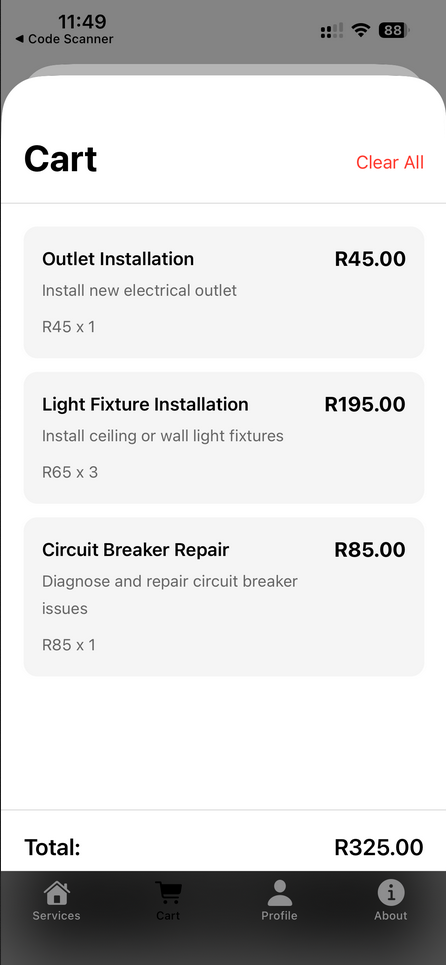 11:49
88
◀ Code Scanner
Cart
Clear All
Outlet Installation
R45.00
Install new electrical outlet
R45 x 1
Light Fixture Installation
R195.00
Install ceiling or wall light fixtures
R65 x 3
Circuit Breaker Repair
R85.00
Diagnose and repair circuit breaker
issues
R85 x 1
Total:
R325.00
Services
Cart
Profile
About